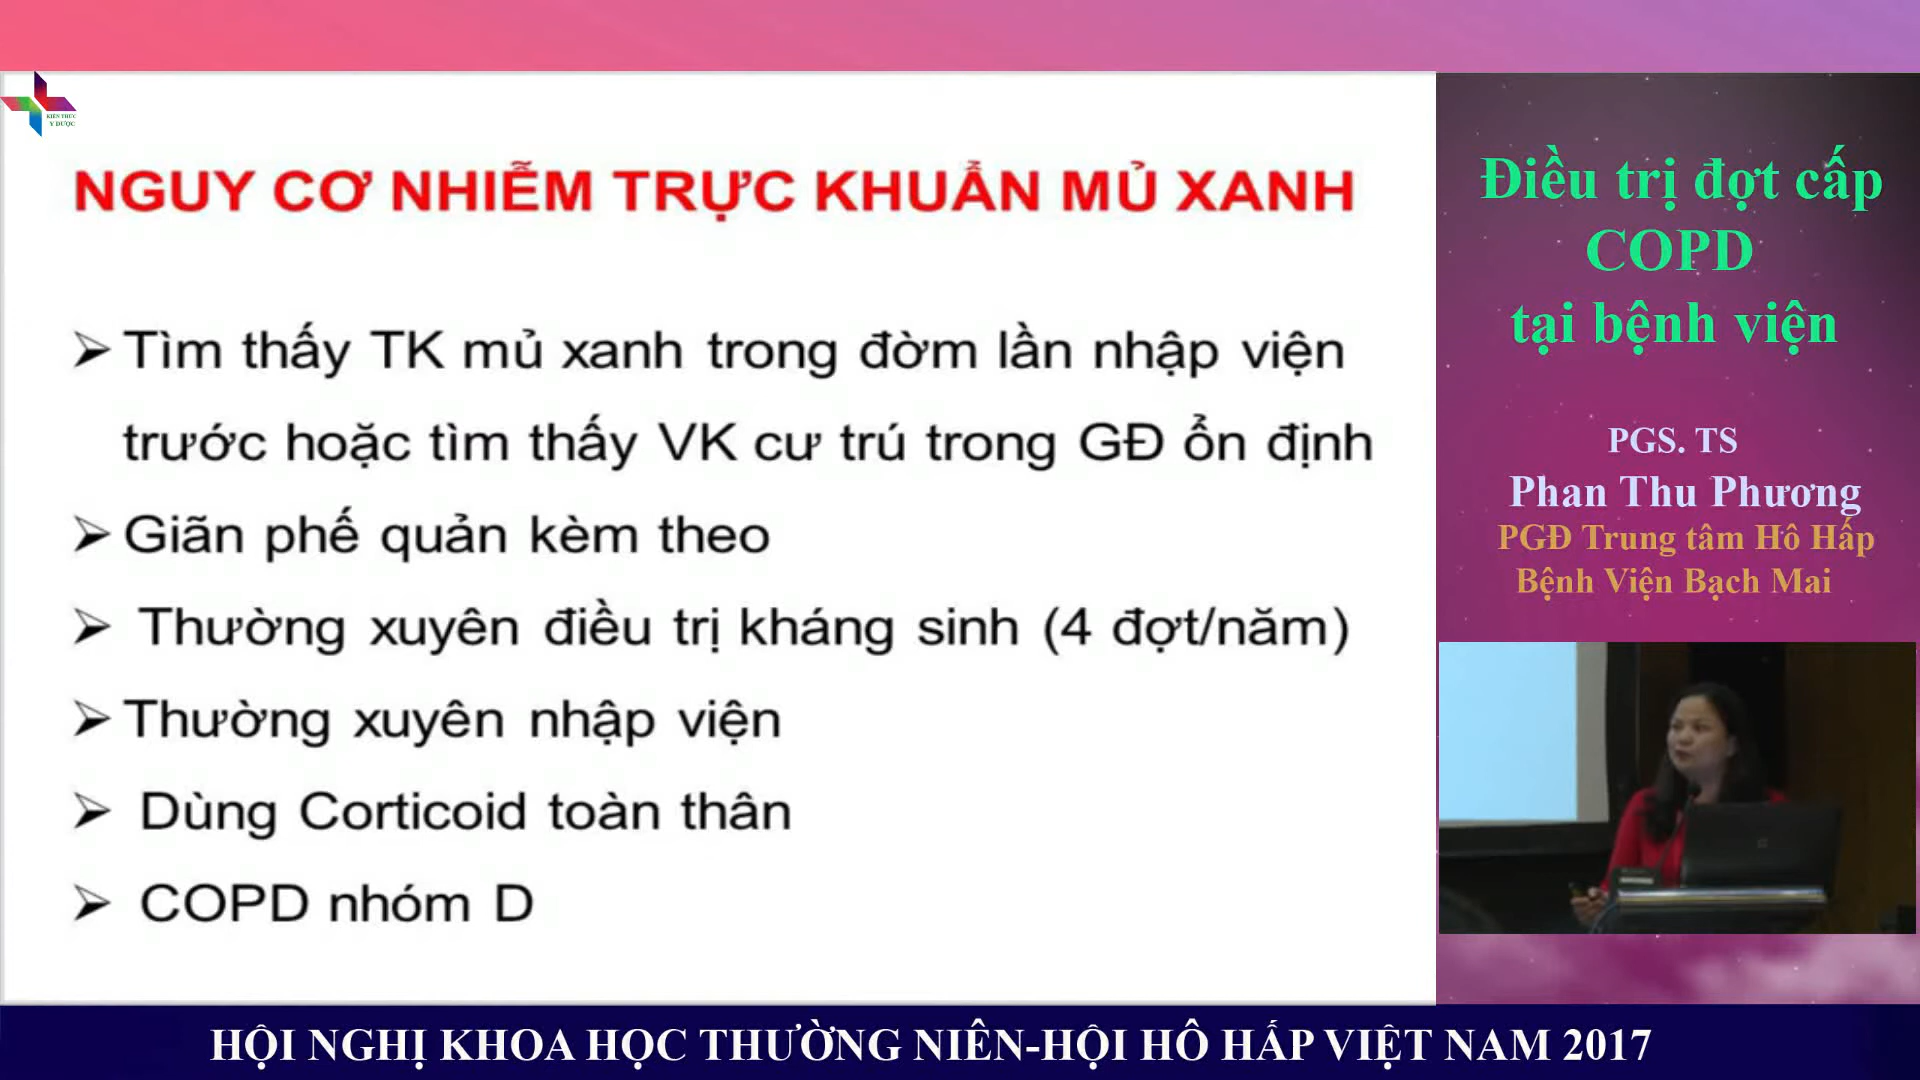 KIẾN THỨC
Y DƯỢC
NGUY CƠ NHIỄM TRỰC KHUẨN MỦ XANH
➢ Tìm thấy TK mủ xanh trong đờm lần nhập viện
trước hoặc tìm thấy VK cư trú trong GĐ ổn định
➢ Giãn phế quản kèm theo
➢ Thường xuyên điều trị kháng sinh (4 đợt/năm)
➢ Thường xuyên nhập viện
➢ Dùng Corticoid toàn thân
➢ COPD nhóm D
Điều trị đợt cấp
COPD
tại bệnh viện
PGS. TS
Phan Thu Phương
PGĐ Trung tâm Hô Hấp
Bệnh Viện Bạch Mai
HỘI NGHỊ KHOA HỌC THƯỜNG NIÊN-HỘI HÔ HẤP VIỆT NAM 2017